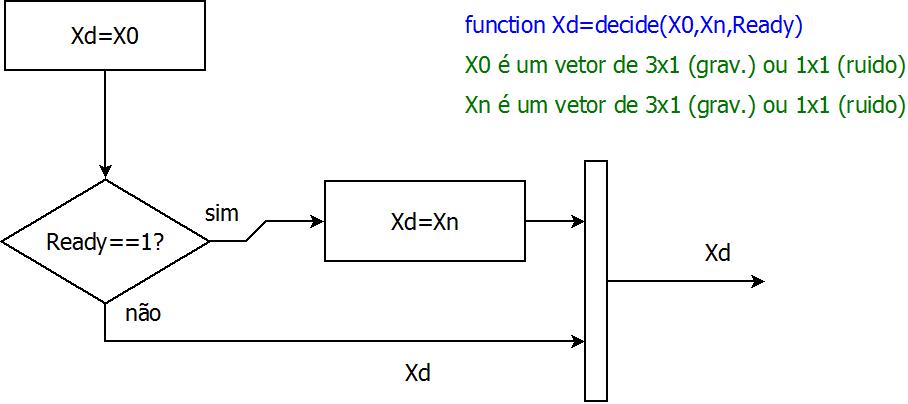 Xd=X0
function Xd=decide(X0,Xn,Ready)
X0 é um vetor de 3x1 (grav.) ou 1x1 (ruido)
Xn é um vetor de 3x1 (grav.) ou 1x1 (ruido)
Ready==1?
sim
Xd=Xn
Xd
não
Xd